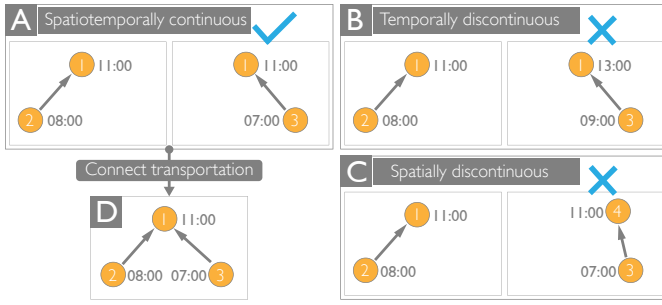 A Spatiotemporally continuous
1 11:00
2 08:00
1 11:00
07:00 3
Connect transportation
D
1 11:00
2 08:00 07:00 3
B Temporally discontinuous
1 11:00
2 08:00
1 13:00
09:00 3
C Spatially discontinuous
1 11:00
2 08:00
11:00 4
07:00 3